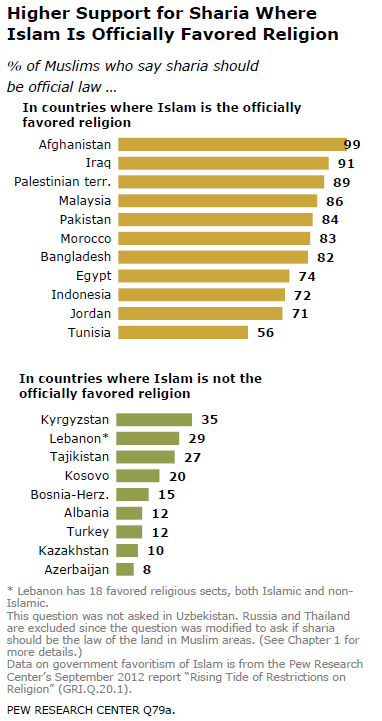 Higher Support for Sharia Where
Islam Is Officially Favored Religion
% of Muslims who say sharia should
be official law …
In countries where Islam is the officially
favored religion
Afghanistan 99
Iraq 91
Palestinian terr. 89
Malaysia 86
Pakistan 84
Morocco 83
Bangladesh 82
Egypt 74
Indonesia 72
Jordan 71
Tunisia 56
In countries where Islam is not the
officially favored religion
Kyrgyzstan 35
Lebanon* 29
Tajikistan 27
Kosovo 20
Bosnia-Herz. 15
Albania 12
Turkey 12
Kazakhstan 10
Azerbaijan 8
* Lebanon has 18 favored religious sects, both Islamic and non-
Islamic.
This question was not asked in Uzbekistan. Russia and Thailand
are excluded since the question was modified to ask if sharia
should be the law of the land in Muslim areas. (See Chapter 1 for
more details.)
Data on government favoritism of Islam is from the Pew Research
Center's September 2012 report "Rising Tide of Restrictions on
Religion" (GRI.Q.20.1).
PEW RESEARCH CENTER Q79a.